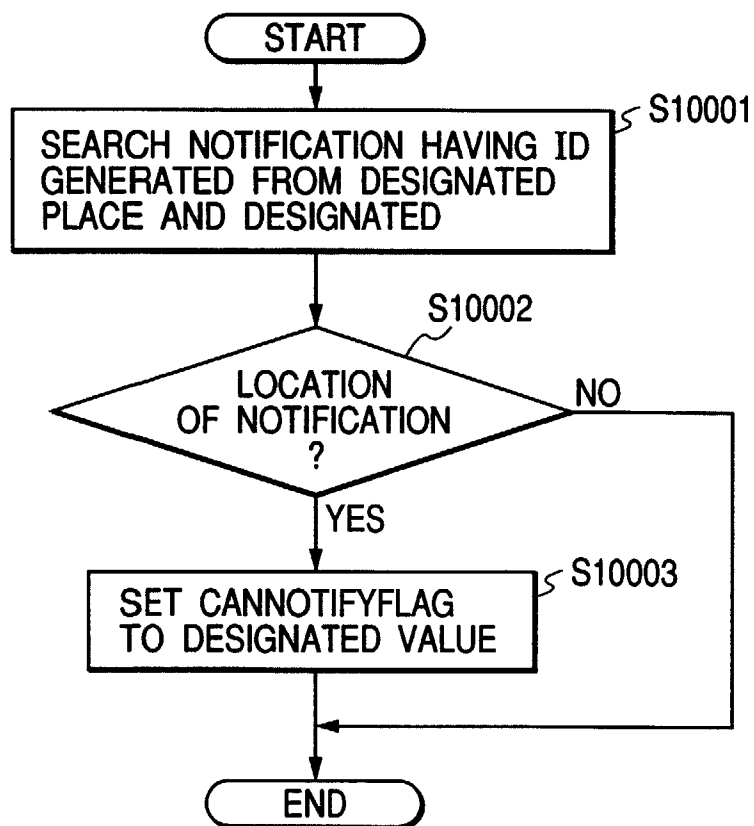 START
S10001
SEARCH NOTIFICATION HAVING ID
GENERATED FROM DESIGNATED
PLACE AND DESIGNATED
S10002
LOCATION
OF NOTIFICATION
?
NO
YES
S10003
SET CANNOTIFYFLAG
TO DESIGNATED VALUE
END